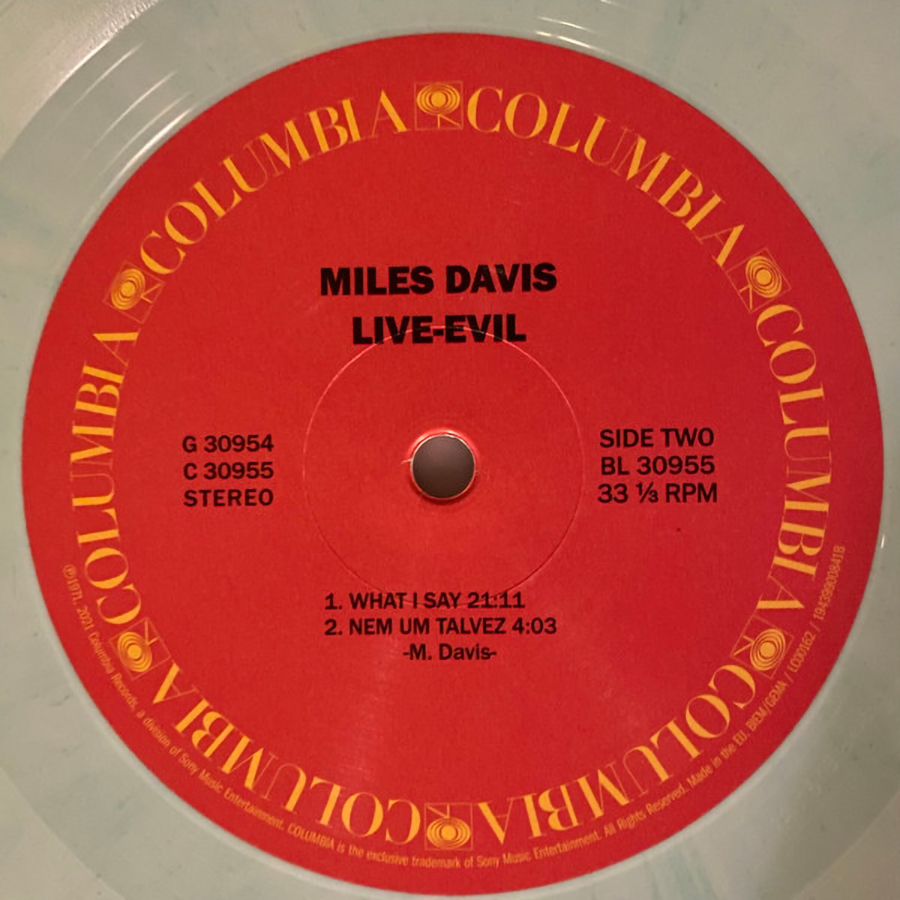 COLUMBIA COLUMBIA COLUMBIA COLUMBIA COLUMBIA COLUMBIA
MILES DAVIS
LIVE-EVIL
G 30954
C 30955
STEREO
SIDE TWO
BL 30955
33 ⅓ RPM
1. WHAT I SAY 21:11
2. NEM UM TALVEZ 4:03
-M. Davis-
℗1971, 2021 Columbia Records, a division of Sony Music Entertainment. COLUMBIA is the exclusive trademark of Sony Music Entertainment. All Rights Reserved. Made in the EU. BIEM/GEMA / LC00162 / 19439900841B